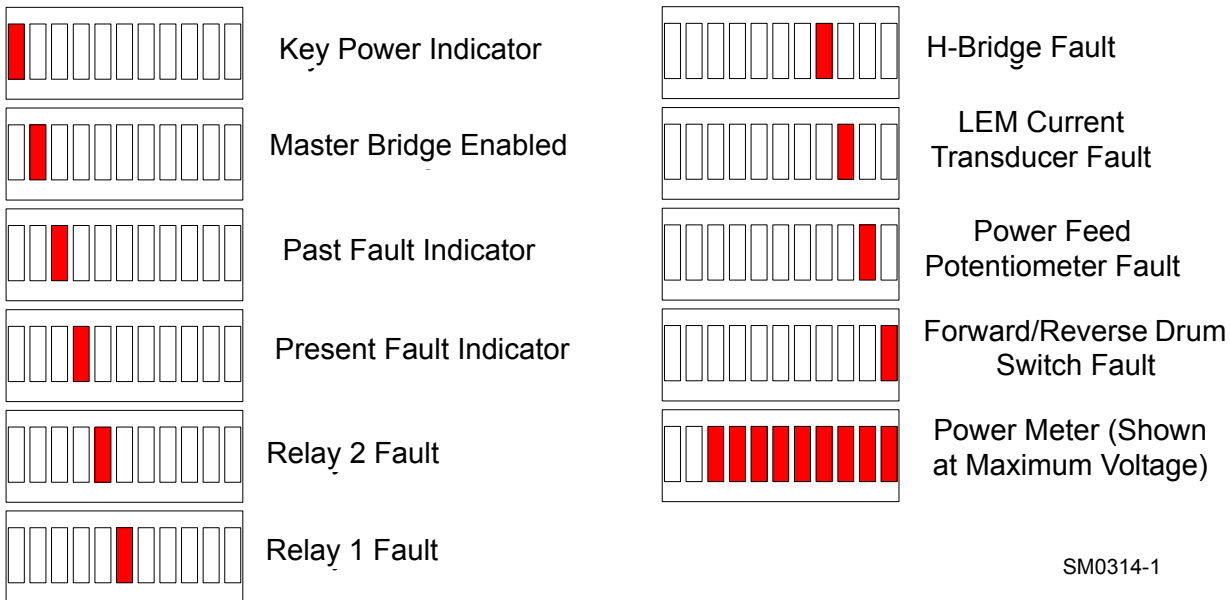 Key Power Indicator
Master Bridge Enabled
Past Fault Indicator
Present Fault Indicator
Relay 2 Fault
Relay 1 Fault
H-Bridge Fault
LEM Current
Transducer Fault
Power Feed
Potentiometer Fault
Forward/Reverse Drum
Switch Fault
Power Meter (Shown
at Maximum Voltage)
SM0314-1